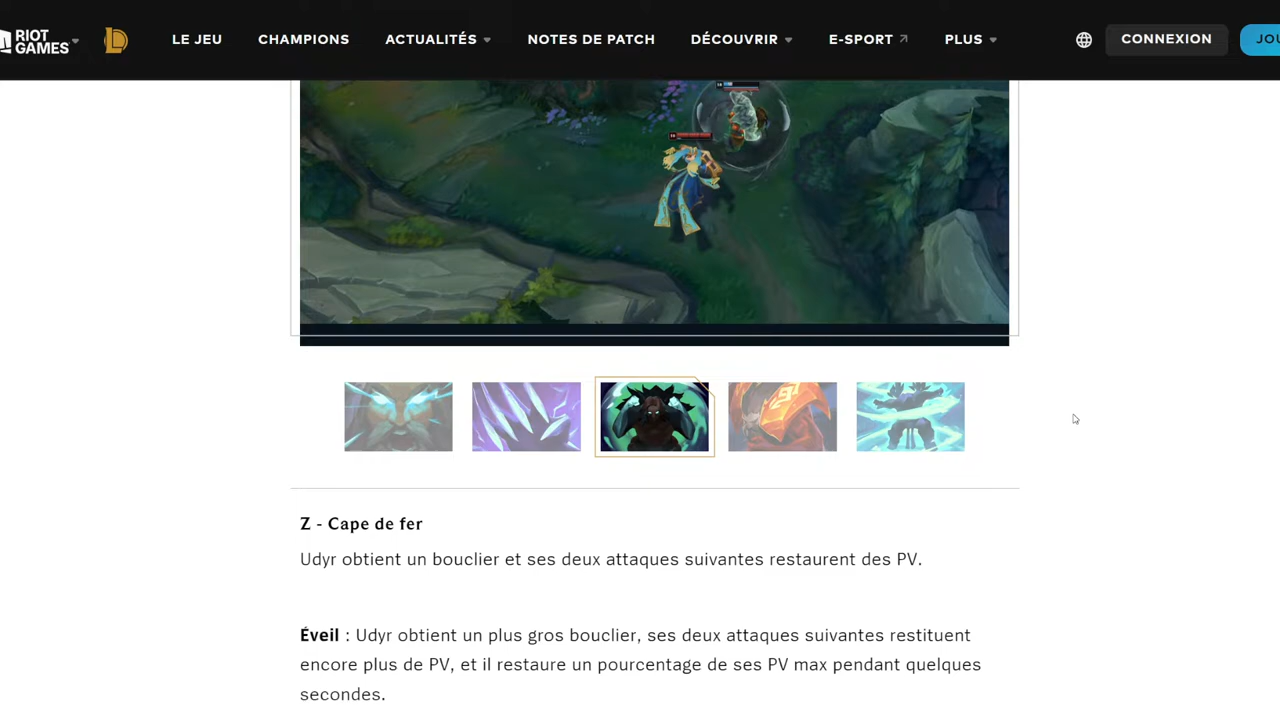 RIOT GAMES LE JEU CHAMPIONS ACTUALITÉS NOTES DE PATCH DÉCOUVRIR E-SPORT PLUS CONNEXION JOU
Z - Cape de fer
Udyr obtient un bouclier et ses deux attaques suivantes restaurent des PV.
Éveil : Udyr obtient un plus gros bouclier, ses deux attaques suivantes restituent
encore plus de PV, et il restaure un pourcentage de ses PV max pendant quelques
secondes.